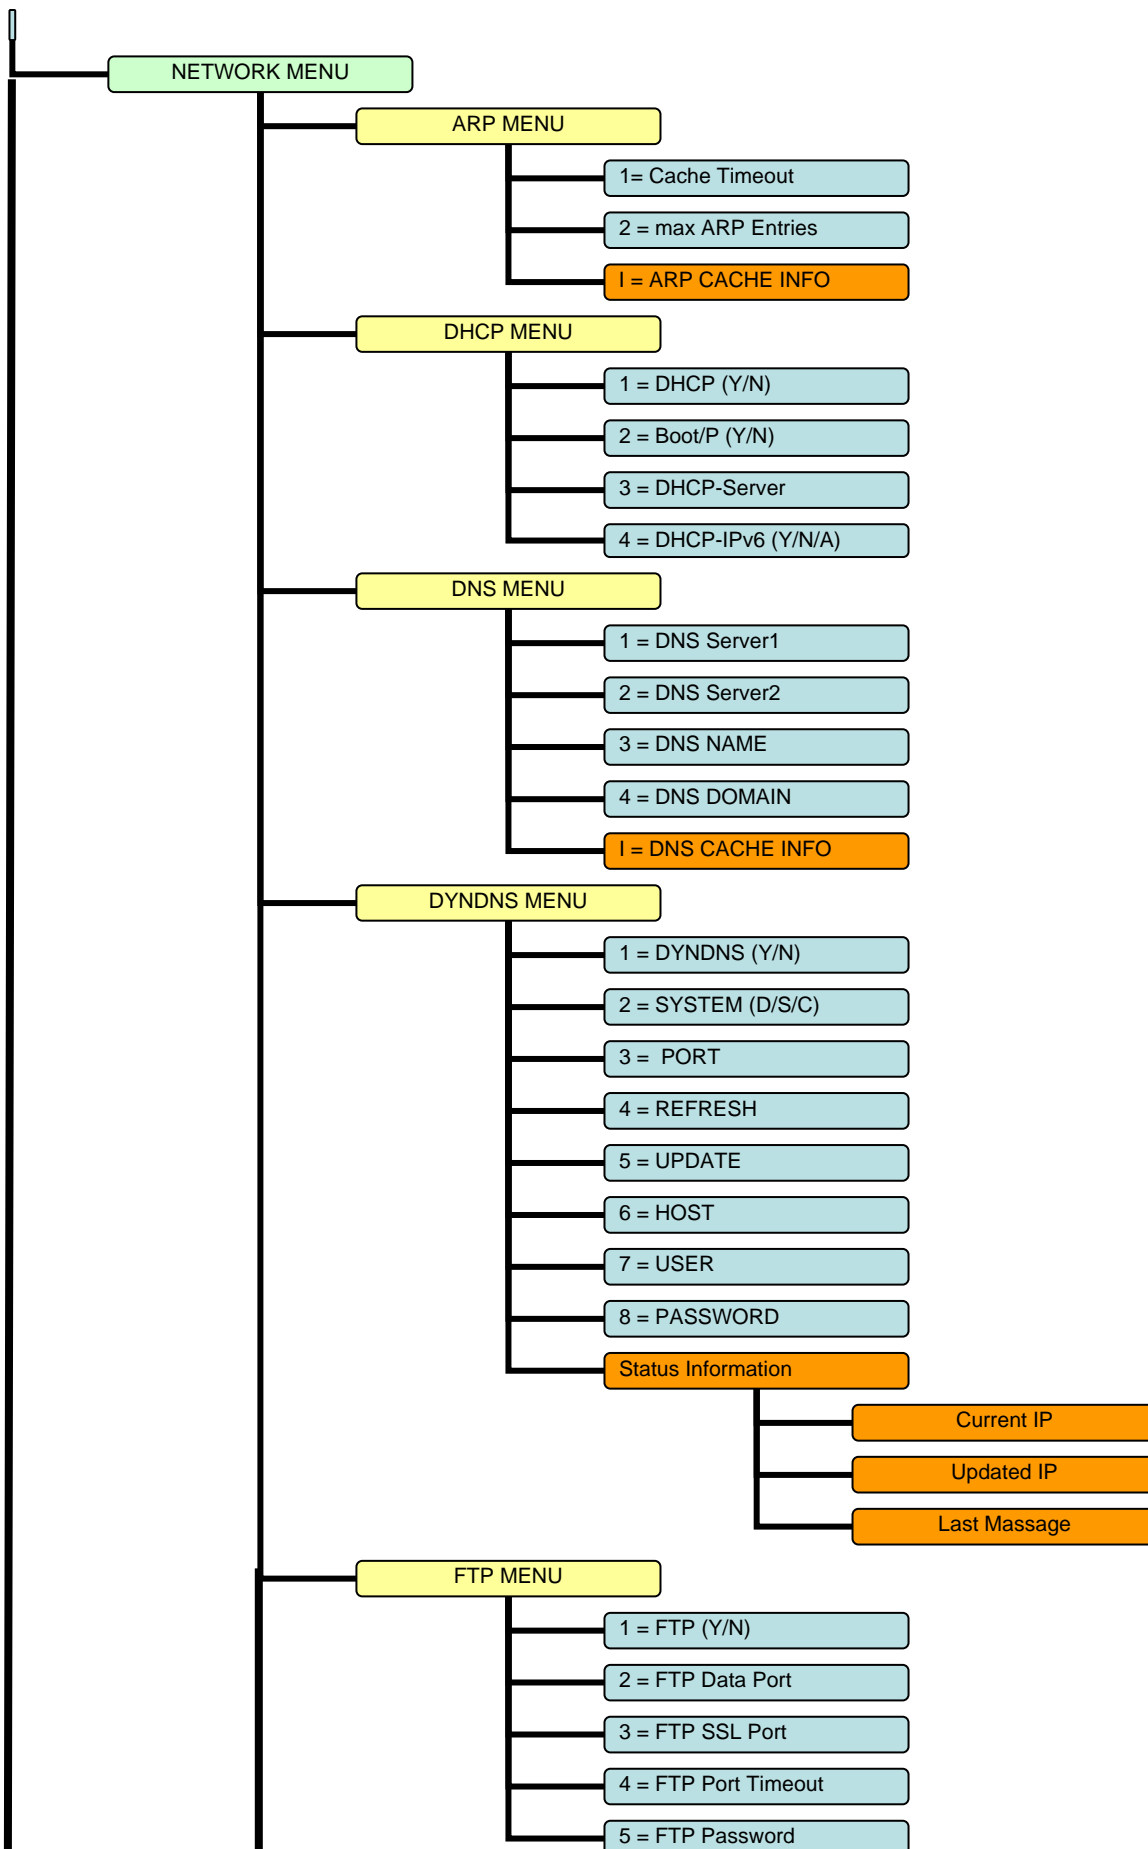 NETWORK MENU
ARP MENU
1= Cache Timeout
2 = max ARP Entries
I = ARP CACHE INFO
DHCP MENU
1 = DHCP (Y/N)
2 = Boot/P (Y/N)
3 = DHCP-Server
4 = DHCP-IPv6 (Y/N/A)
DNS MENU
1 = DNS Server1
2 = DNS Server2
3 = DNS NAME
4 = DNS DOMAIN
I = DNS CACHE INFO
DYNDNS MENU
1 = DYNDNS (Y/N)
2 = SYSTEM (D/S/C)
3 =  PORT
4 = REFRESH
5 = UPDATE
6 = HOST
7 = USER
8 = PASSWORD
Status Information
Current IP
Updated IP
Last Massage
FTP MENU
1 = FTP (Y/N)
2 = FTP Data Port
3 = FTP SSL Port
4 = FTP Port Timeout
5 = FTP Password